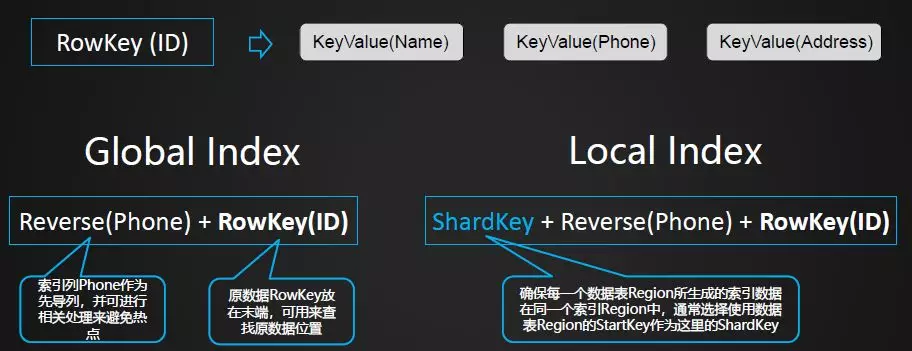 RowKey (ID)
KeyValue(Name)
KeyValue(Phone)
KeyValue(Address)
Global Index
Local Index
Reverse(Phone) + RowKey(ID)
ShardKey + Reverse(Phone) + RowKey(ID)
索引列Phone作为
先导列，并可进行
相关处理来避免热
点
原数据RowKey放
在末端，可用来查
找原数据位置
确保每一个数据表Region所生成的索引数据
在同一个索引Region中，通常选择使用数据
表Region的StartKey作为这里的ShardKey